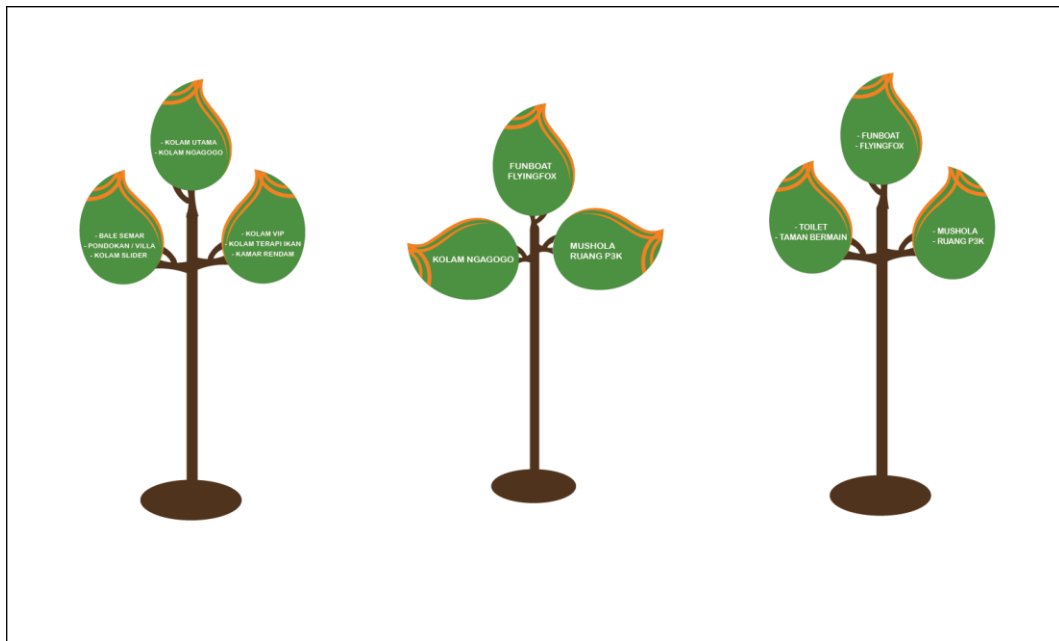 - KOLAM UTAMA
- KOLAM NGAGOGO
- BALE SEMAR
- PONDOKAN / VILLA
- KOLAM SLIDER
- KOLAM VIP
- KOLAM TERAPI IKAN
- KAMAR RENDAM
FUNBOAT
FLYINGFOX
KOLAM NGAGOGO
MUSHOLA
RUANG P3K
- FUNBOAT
- FLYINGFOX
- TOILET
- TAMAN BERMAIN
- MUSHOLA
- RUANG P3K